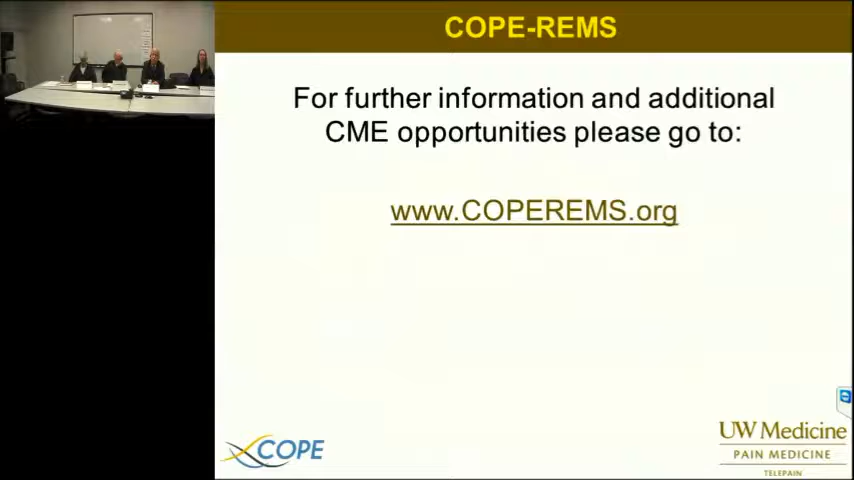 COPE-REMS
For further information and additional
CME opportunities please go to:
www.COPEREMS.org
COPE
UW Medicine
PAIN MEDICINE
TELEPAIN